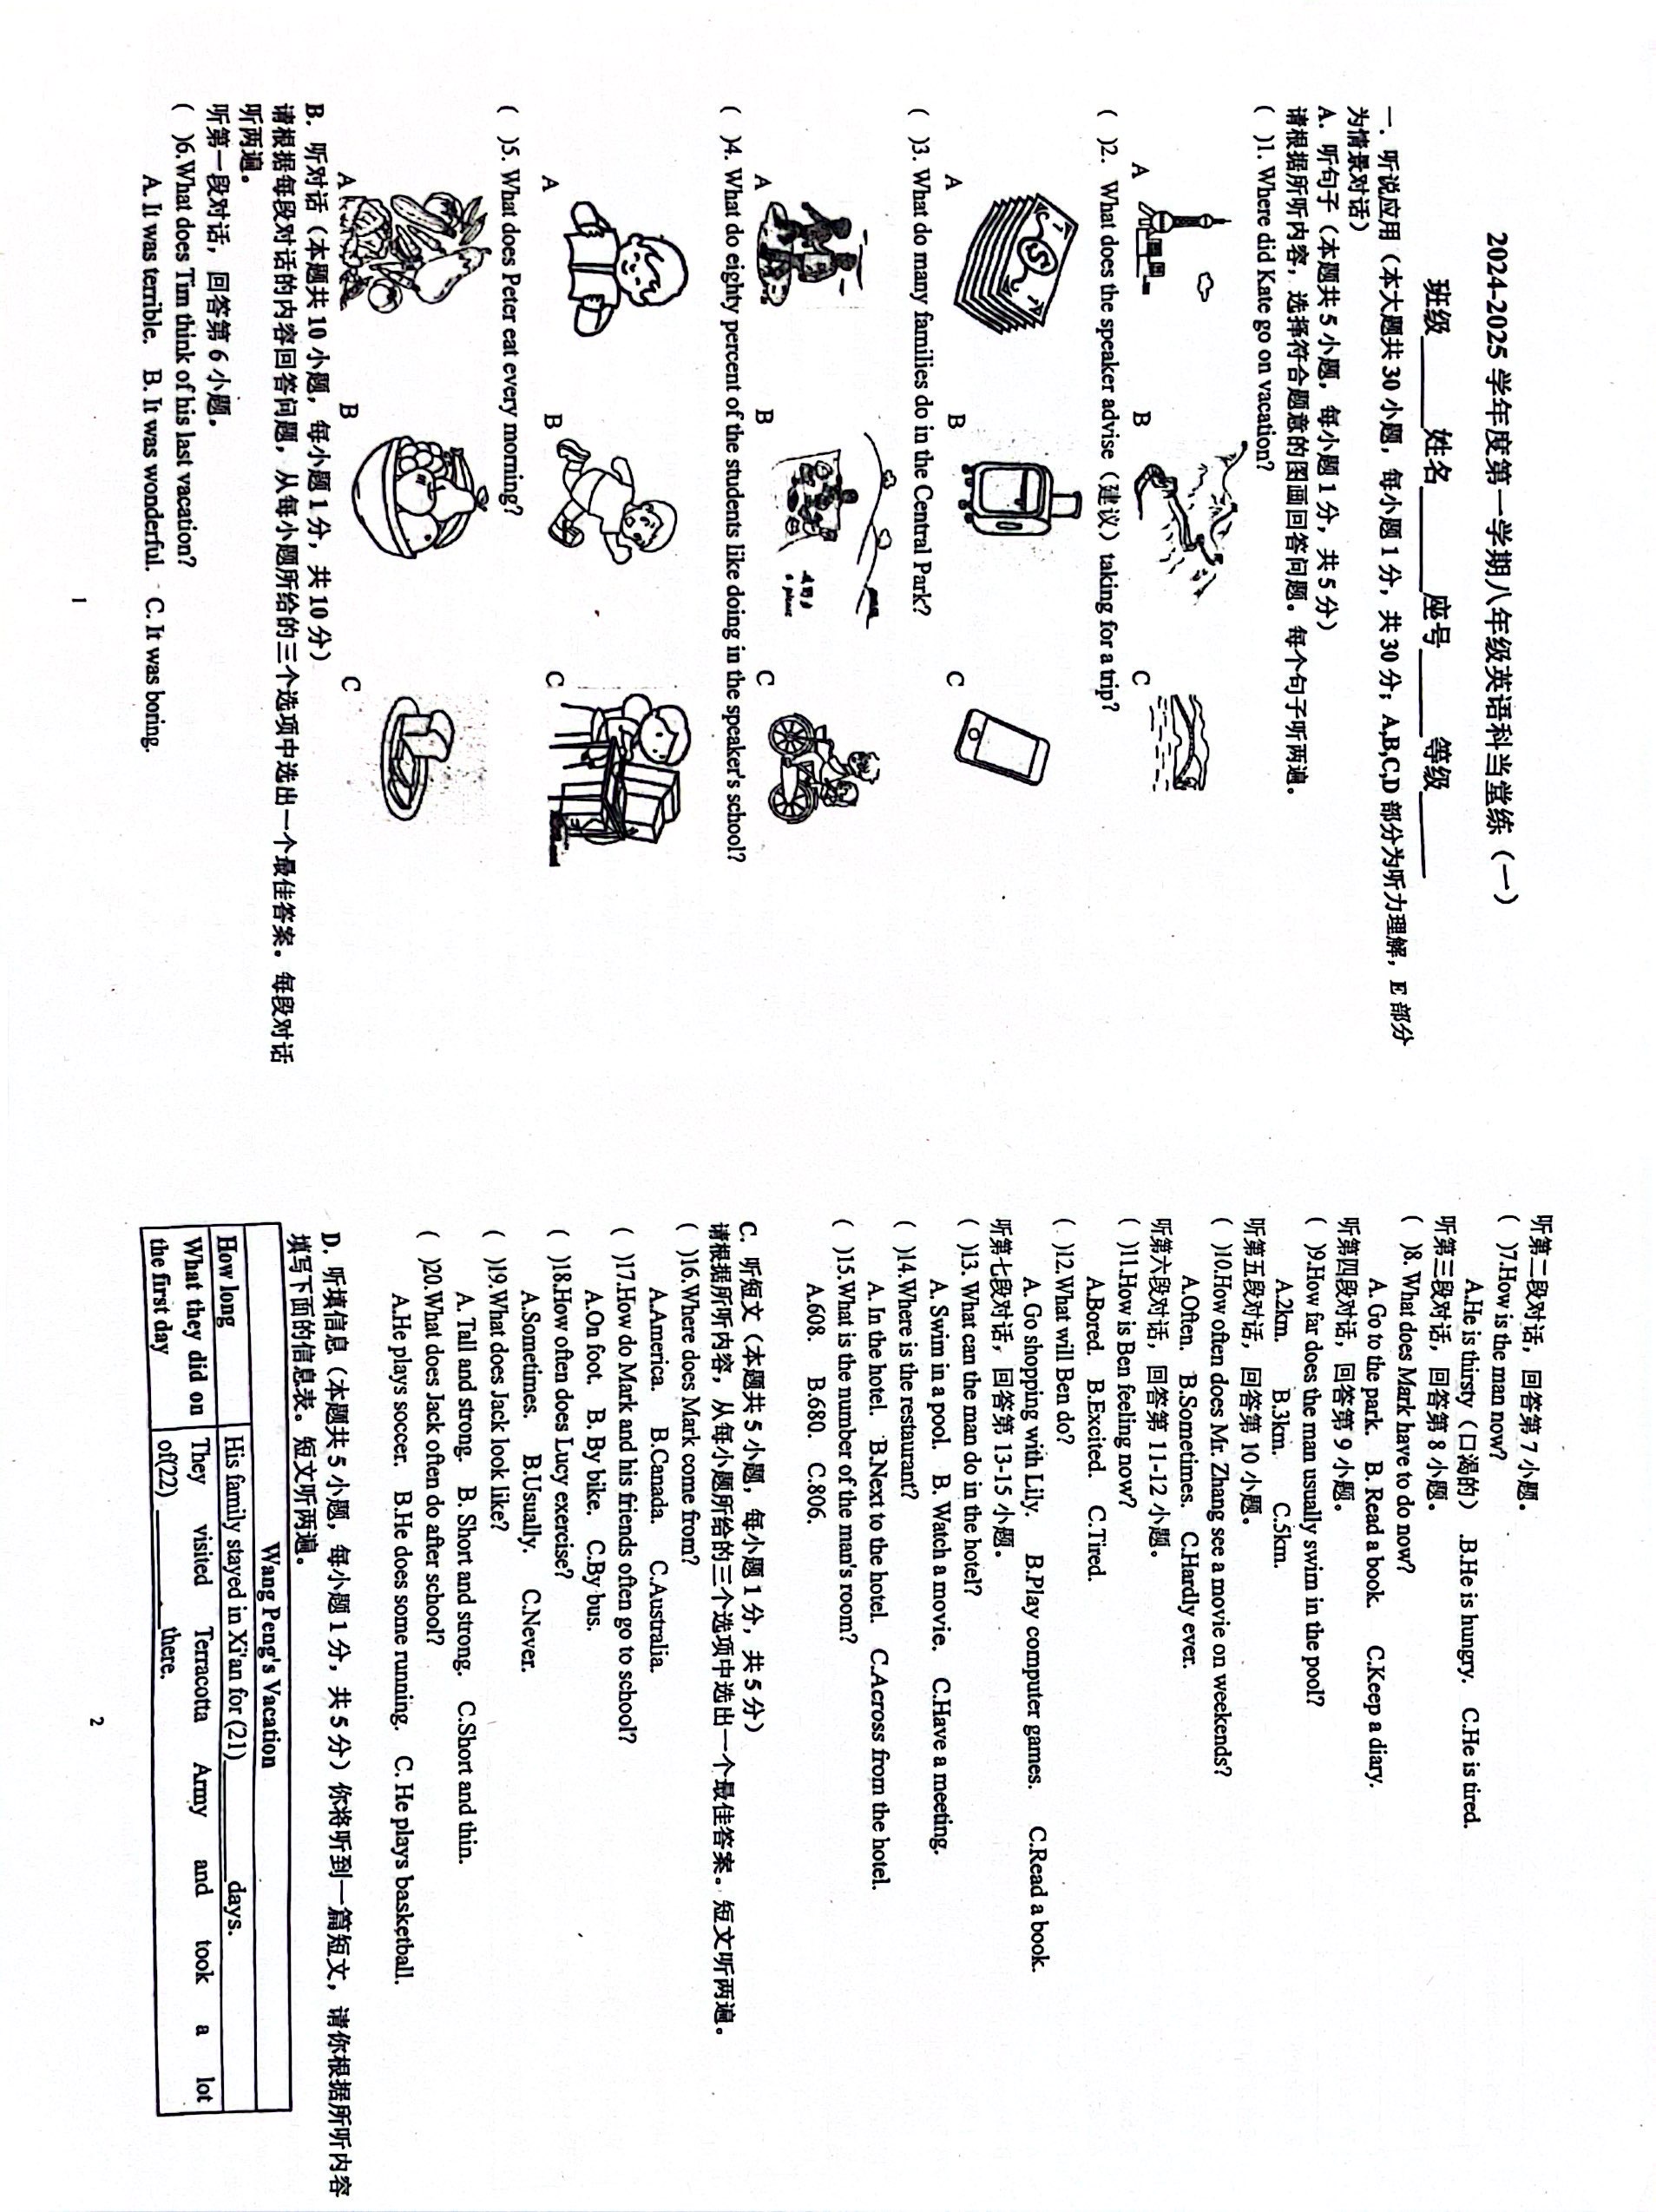 2024-2025 学年度第一学期八年级英语科当堂练（一）
班级_____姓名_______座号______等级______
一．听说应用（本大题共 30 小题，每小题 1 分，共 30 分；A,B,C,D 部分为听力理解，E 部分
为情景对话）
A．听句子（本题共 5 小题，每小题 1 分，共 5 分）
请根据所听内容，选择符合题意的图画回答问题。每个句子听两遍。
( )1. Where did Kate go on vacation?
A B C
( )2. What does the speaker advise（建议）taking for a trip?
A B C
( )3. What do many families do in the Central Park?
A B C
( )4. What do eighty percent of the students like doing in the speaker's school?
A B C
( )5. What does Peter eat every morning?
A B C
B．听对话（本题共 10 小题，每小题 1 分，共 10 分）
请根据每段对话的内容回答问题，从每小题所给的三个选项中选出一个最佳答案。每段对话
听两遍。
听第一段对话，回答第 6 小题。
( )6.What does Tim think of his last vacation?
A. It was terrible. B. It was wonderful. C. It was boring.
1
听第二段对话，回答第 7 小题。
( )7.How is the man now?
A.He is thirsty（口渴的）.B.He is hungry. C.He is tired.
听第三段对话，回答第 8 小题。
( )8. What does Mark have to do now?
A. Go to the park. B. Read a book. C.Keep a diary.
听第四段对话，回答第 9 小题。
( )9.How far does the man usually swim in the pool?
A.2km. B.3km. C.5km.
听第五段对话，回答第 10 小题。
( )10.How often does Mr. Zhang see a movie on weekends?
A.Often. B.Sometimes. C.Hardly ever.
听第六段对话，回答第 11-12 小题。
( )11.How is Ben feeling now?
A.Bored. B.Excited. C.Tired.
( )12.What will Ben do?
A. Go shopping with Lily. B.Play computer games. C.Read a book.
听第七段对话，回答第 13-15 小题。
( )13. What can the man do in the hotel?
A. Swim in a pool. B. Watch a movie. C.Have a meeting.
( )14.Where is the restaurant?
A. In the hotel. B.Next to the hotel. C.Across from the hotel.
( )15.What is the number of the man's room?
A.608. B.680. C.806.
C. 听短文（本题共 5 小题，每小题 1 分，共 5 分）
请根据所听内容，从每小题所给的三个选项中选出一个最佳答案。短文听两遍。
( )16.Where does Mark come from?
A.America. B.Canada. C.Australia.
( )17.How do Mark and his friends often go to school?
A.On foot. B. By bike. C.By bus.
( )18.How often does Lucy exercise?
A.Sometimes. B.Usually. C.Never.
( )19.What does Jack look like?
A. Tall and strong. B. Short and strong. C.Short and thin.
( )20.What does Jack often do after school?
A.He plays soccer. B.He does some running. C. He plays basketball.
D. 听填信息（本题共 5 小题，每小题 1 分，共 5 分）你将听到一篇短文，请你根据所听内容
填写下面的信息表。短文听两遍。
Wang Peng's Vacation
How long His family stayed in Xi'an for (21)__________days.
What they did on They visited Terracotta Army and took a lot
the first day of(22) __________there.
2